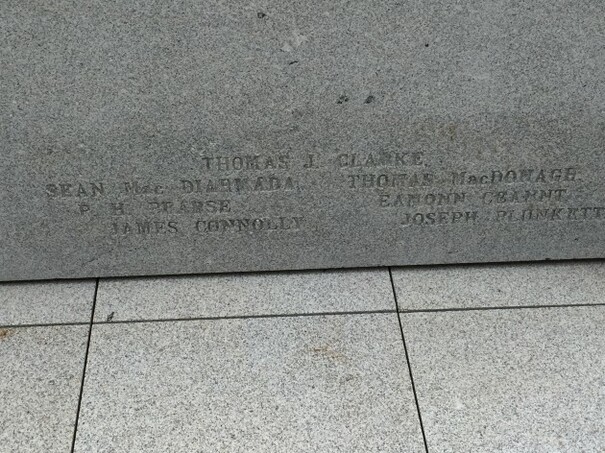 THOMAS J. CLARKE.
SEAN Mac DIARMADA. THOMAS MacDONAGH.
P. H. PEARSE. EAMONN CEANNT.
JAMES CONNOLLY JOSEPH PLUNKETT